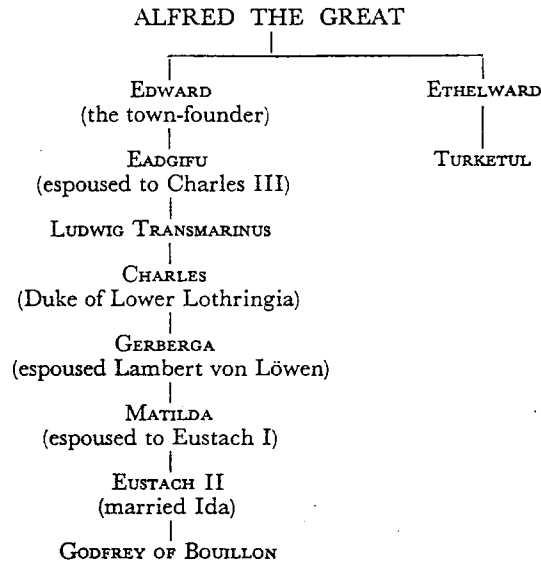 ALFRED THE GREAT
EDWARD ETHELWARD
(the town-founder)
EADGIFU TURKETUL
(espoused to Charles III)
LUDWIG TRANSMARINUS
CHARLES
(Duke of Lower Lothringia)
GERBERGA
(espoused Lambert von Löwen)
MATILDA
(espoused to Eustach I)
EUSTACH II
(married Ida)
GODFREY OF BOUILLON